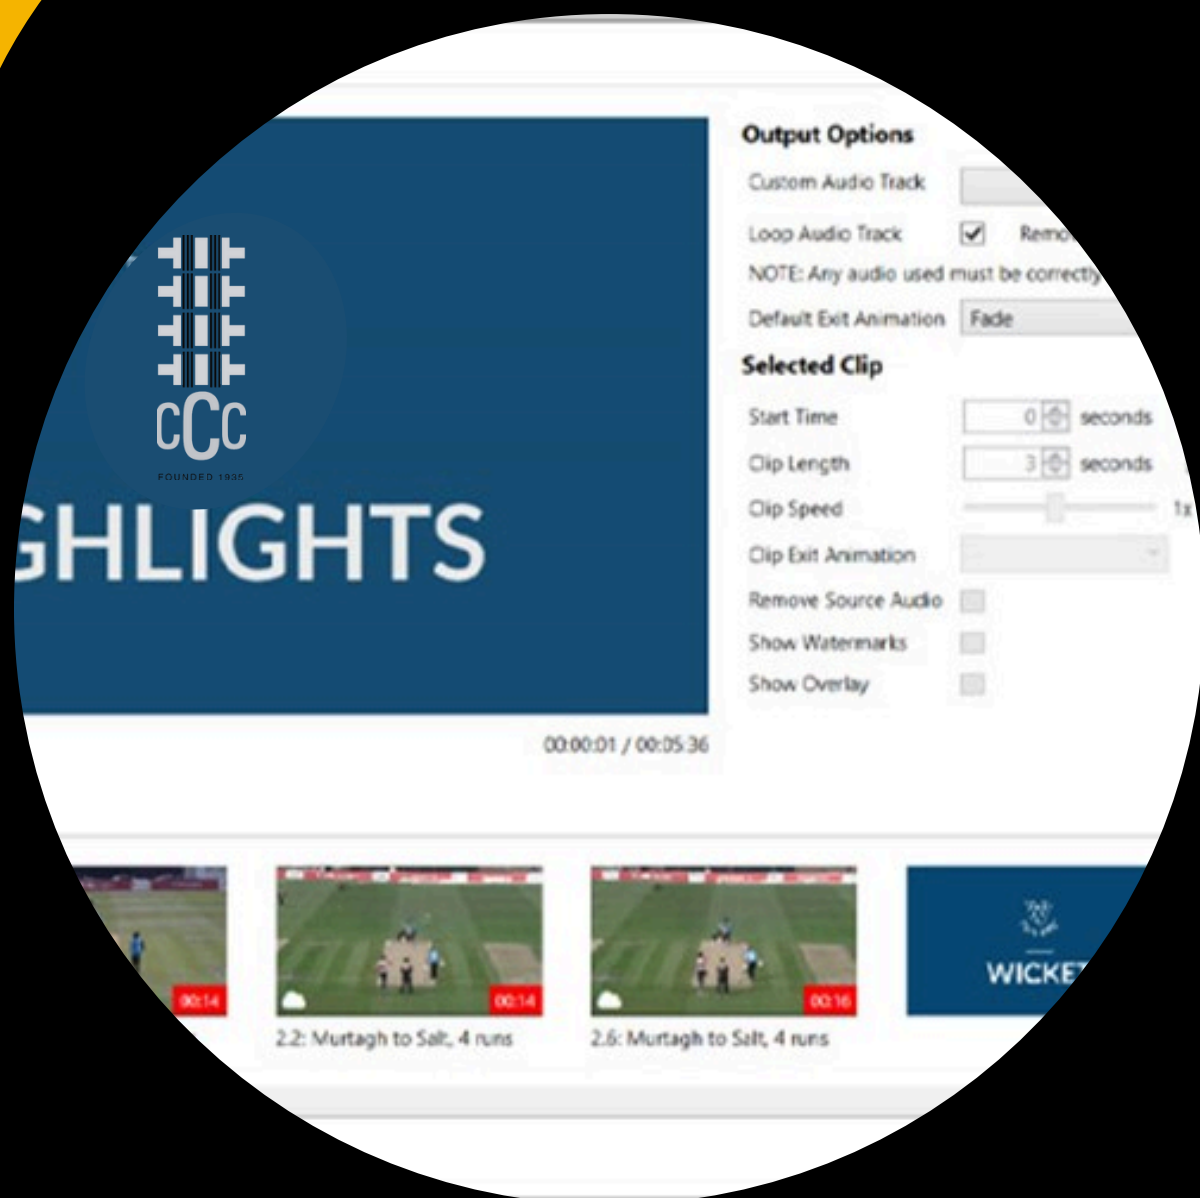 Output Options
Custom Audio Track
Loop Audio Track
NOTE: Any audio used must be correctly
Default Exit Animation Fade
Selected Clip
Start Time 0 seconds
Clip Length 3 seconds
Clip Speed 1x
Clip Exit Animation
Remove Source Audio
Show Watermarks
Show Overlay
cCc
FOUNDED 1935
GHLIGHTS
00:00:01 / 00:05:36
00:14
00:14
2.2: Murtagh to Salt, 4 runs
00:16
2.6: Murtagh to Salt, 4 runs
WICKET